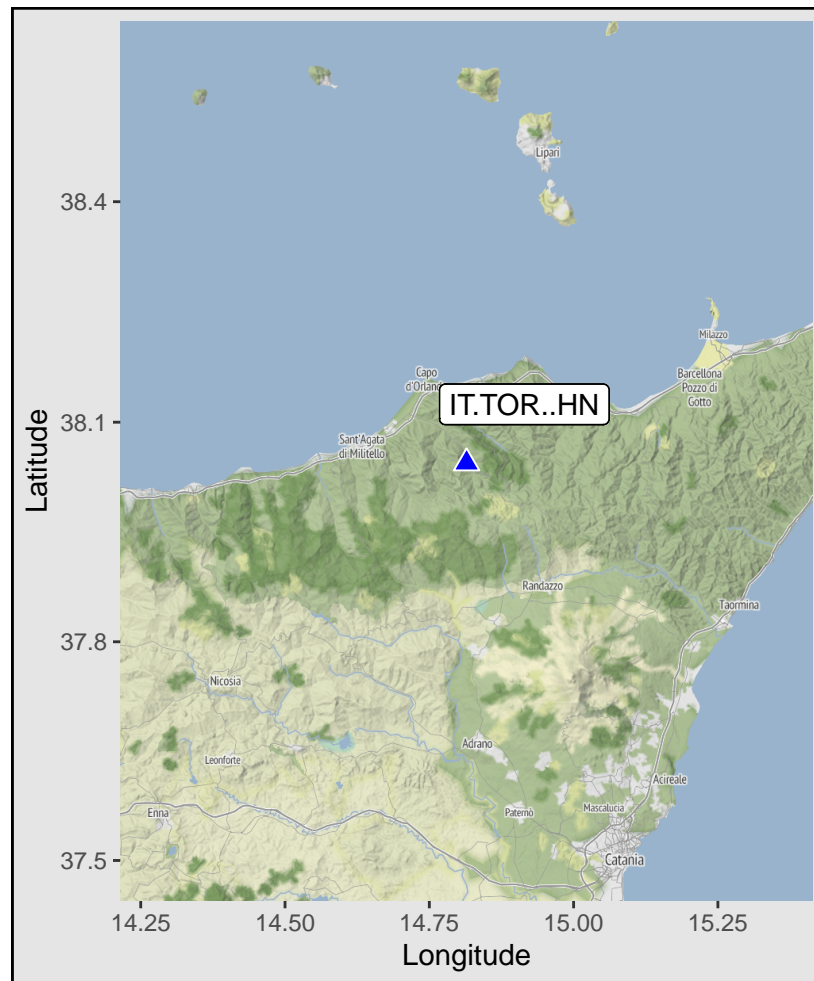 Lipari
38.4
Milazzo
Capo
d'Orlando
Barcellona
Pozzo di
Gotto
IT.TOR..HN
38.1
Sant'Agata
di Militello
Latitude
Randazzo
Taormina
37.8
Nicosia
Adrano
Leonforte
Acireale
Enna
Paternò
Mascalucia
37.5
Catania
14.25
14.50
14.75
15.00
15.25
Longitude